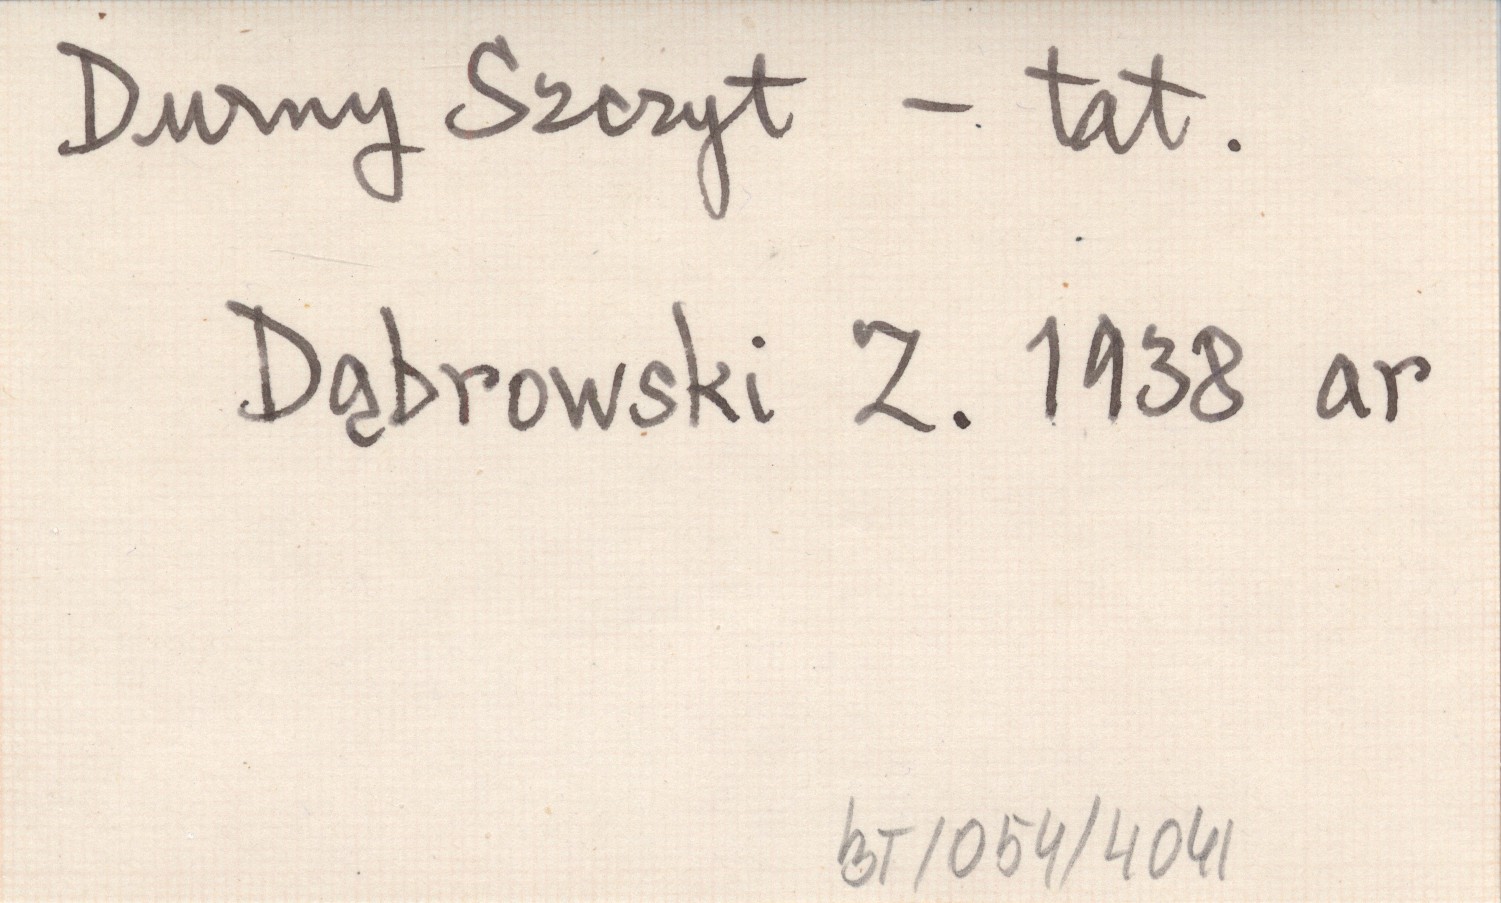 Durny Szczyt - tat.
Dąbrowski Z. 1938 ar
BT/054/4041